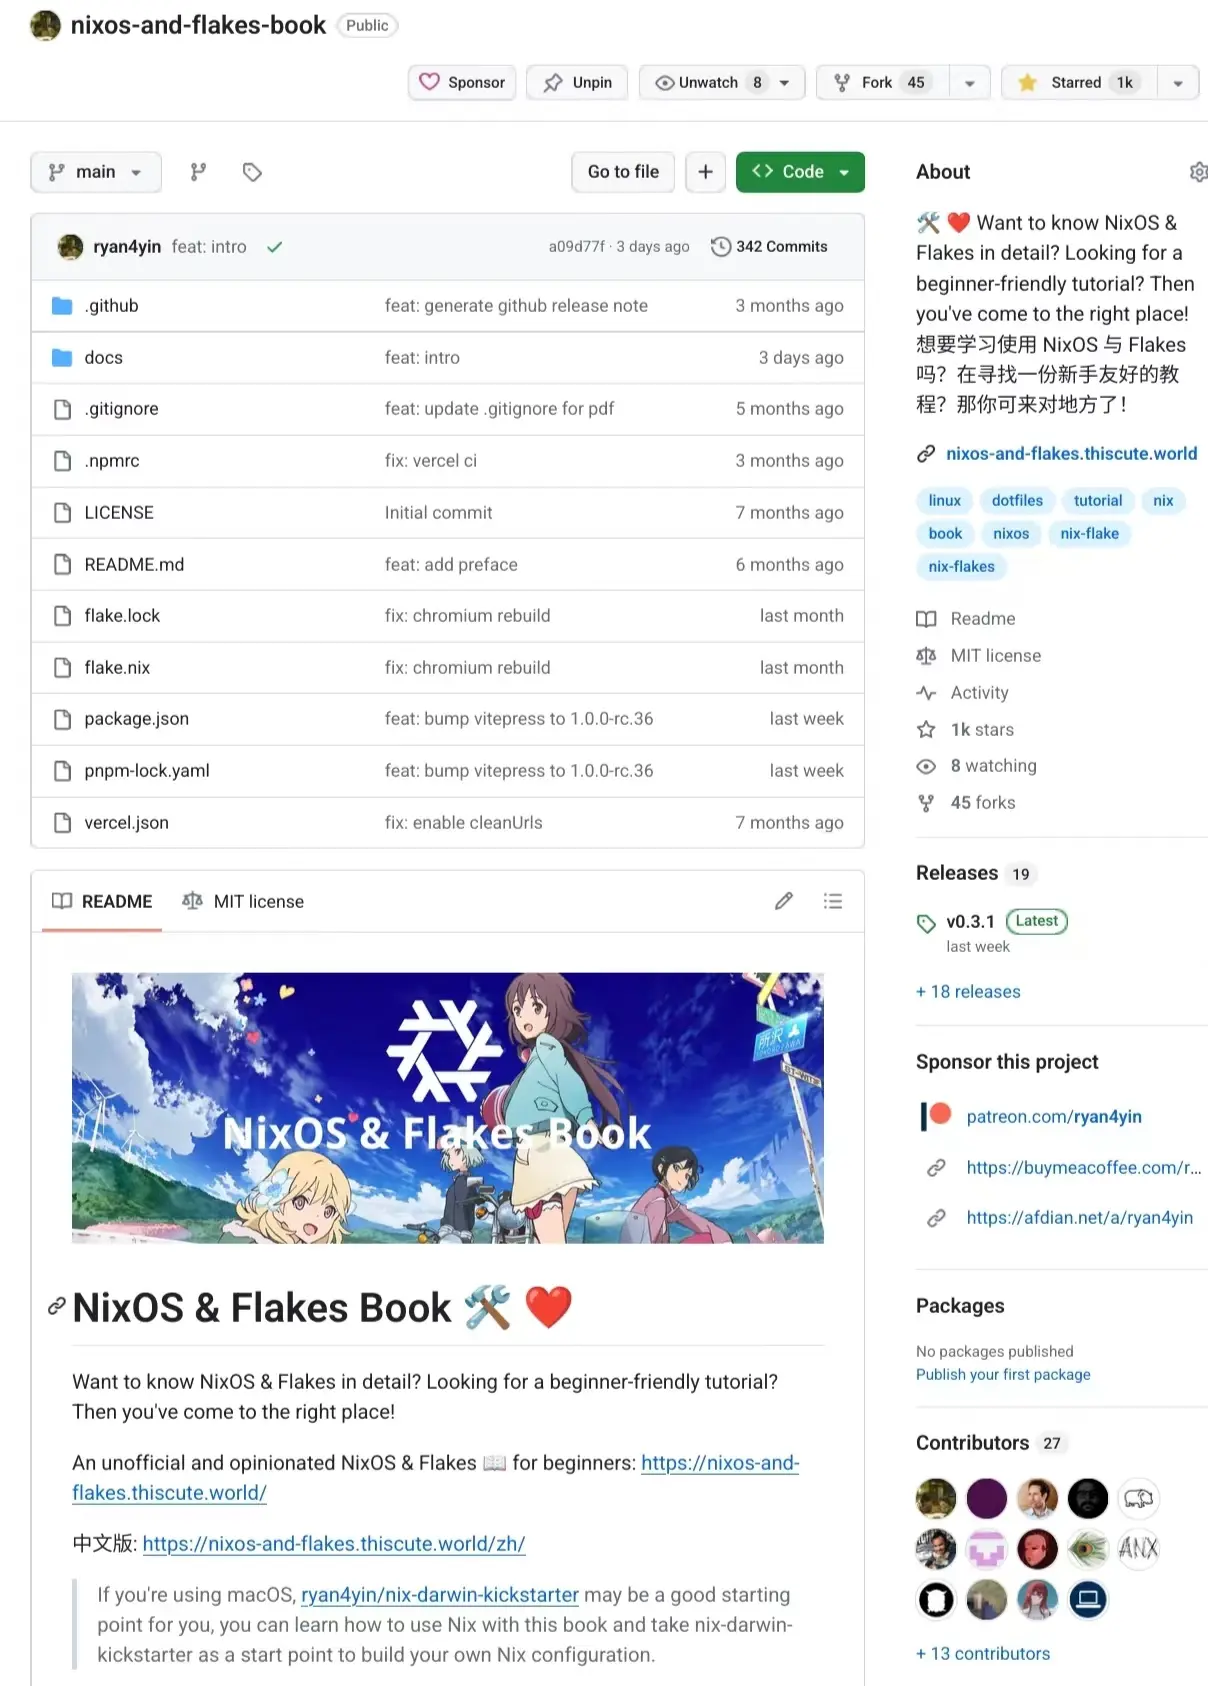 nixos-and-flakes-book Public
Sponsor Unpin Unwatch 8 Fork 45 Starred 1k
main Go to file + Code
ryan4yin feat: intro a09d77f · 3 days ago 342 Commits
.github feat: generate github release note 3 months ago
docs feat: intro 3 days ago
.gitignore feat: update .gitignore for pdf 5 months ago
.npmrc fix: vercel ci 3 months ago
LICENSE Initial commit 7 months ago
README.md feat: add preface 6 months ago
flake.lock fix: chromium rebuild last month
flake.nix fix: chromium rebuild last month
package.json feat: bump vitepress to 1.0.0-rc.36 last week
pnpm-lock.yaml feat: bump vitepress to 1.0.0-rc.36 last week
vercel.json fix: enable cleanUrls 7 months ago
README MIT license
所沢
NixOS & Flakes Book
NixOS & Flakes Book 🛠️ ❤️
Want to know NixOS & Flakes in detail? Looking for a beginner-friendly tutorial?
Then you've come to the right place!
An unofficial and opinionated NixOS & Flakes 📖 for beginners: https://nixos-and-
flakes.thiscute.world/
中文版: https://nixos-and-flakes.thiscute.world/zh/
If you're using macOS, ryan4yin/nix-darwin-kickstarter may be a good starting
point for you, you can learn how to use Nix with this book and take nix-darwin-
kickstarter as a start point to build your own Nix configuration.
About
🛠️ ❤️ Want to know NixOS &
Flakes in detail? Looking for a
beginner-friendly tutorial? Then
you've come to the right place!
想要学习使用 NixOS 与 Flakes
吗？在寻找一份新手友好的教
程？那你可来对地方了！
nixos-and-flakes.thiscute.world
linux dotfiles tutorial nix
book nixos nix-flake
nix-flakes
Readme
MIT license
Activity
1k stars
8 watching
45 forks
Releases 19
v0.3.1 Latest
last week
+ 18 releases
Sponsor this project
patreon.com/ryan4yin
https://buymeacoffee.com/r...
https://afdian.net/a/ryan4yin
Packages
No packages published
Publish your first package
Contributors 27
ANX
+ 13 contributors